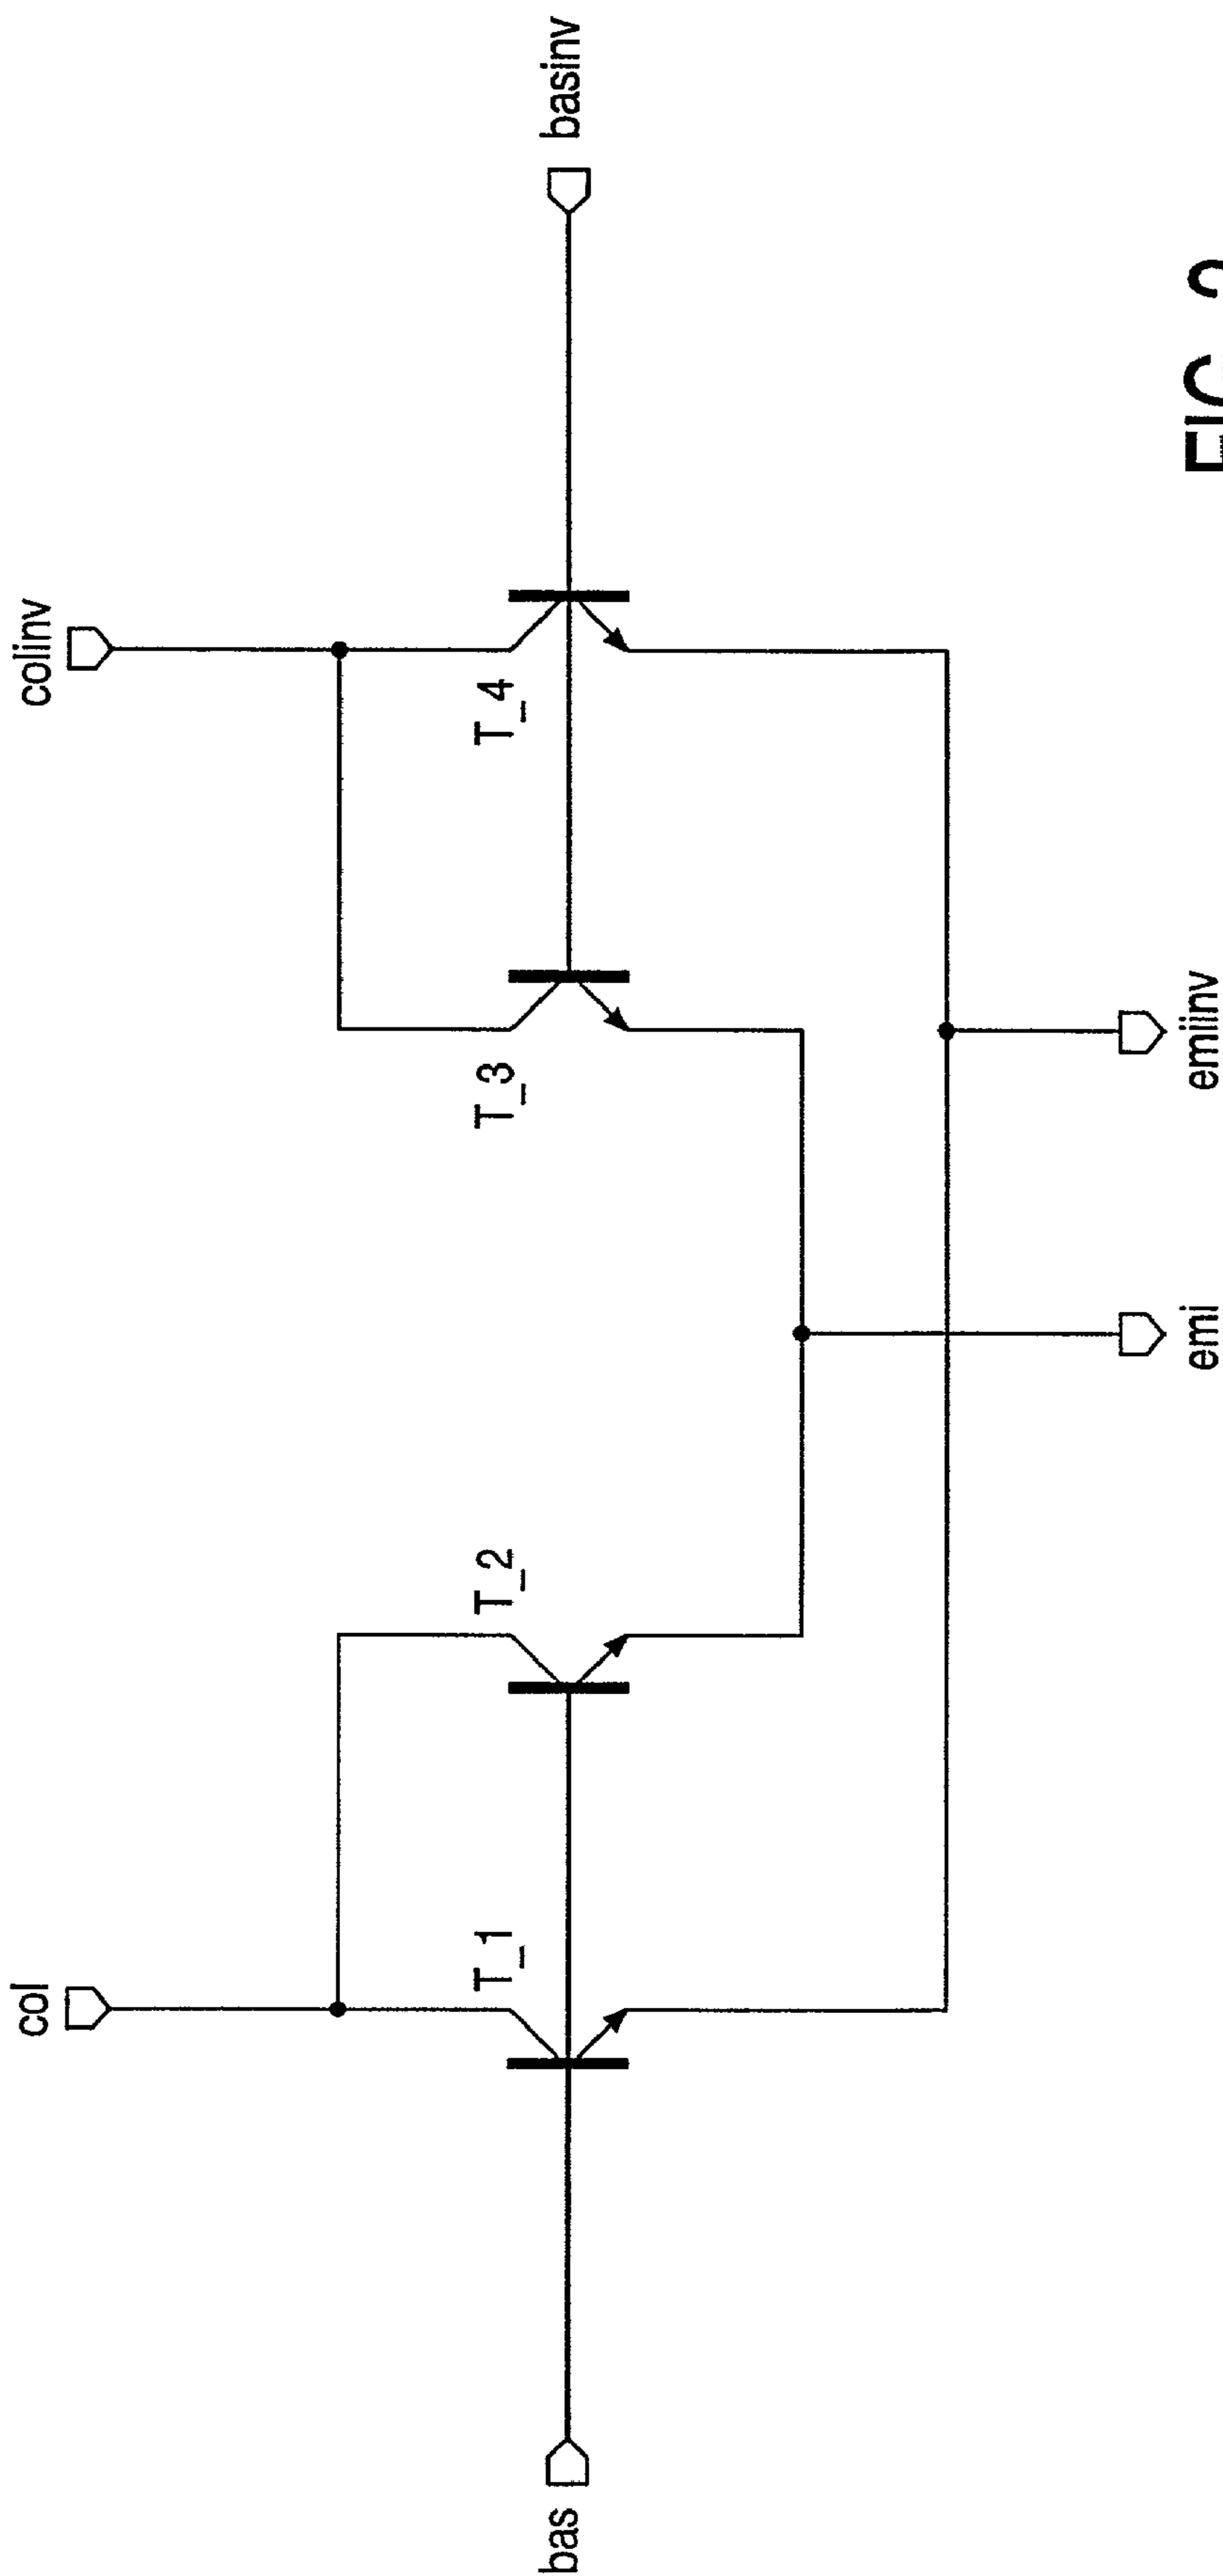 col
colinv
T_1
T_2
T_3
T_4
bas
basinv
emi
emiinv